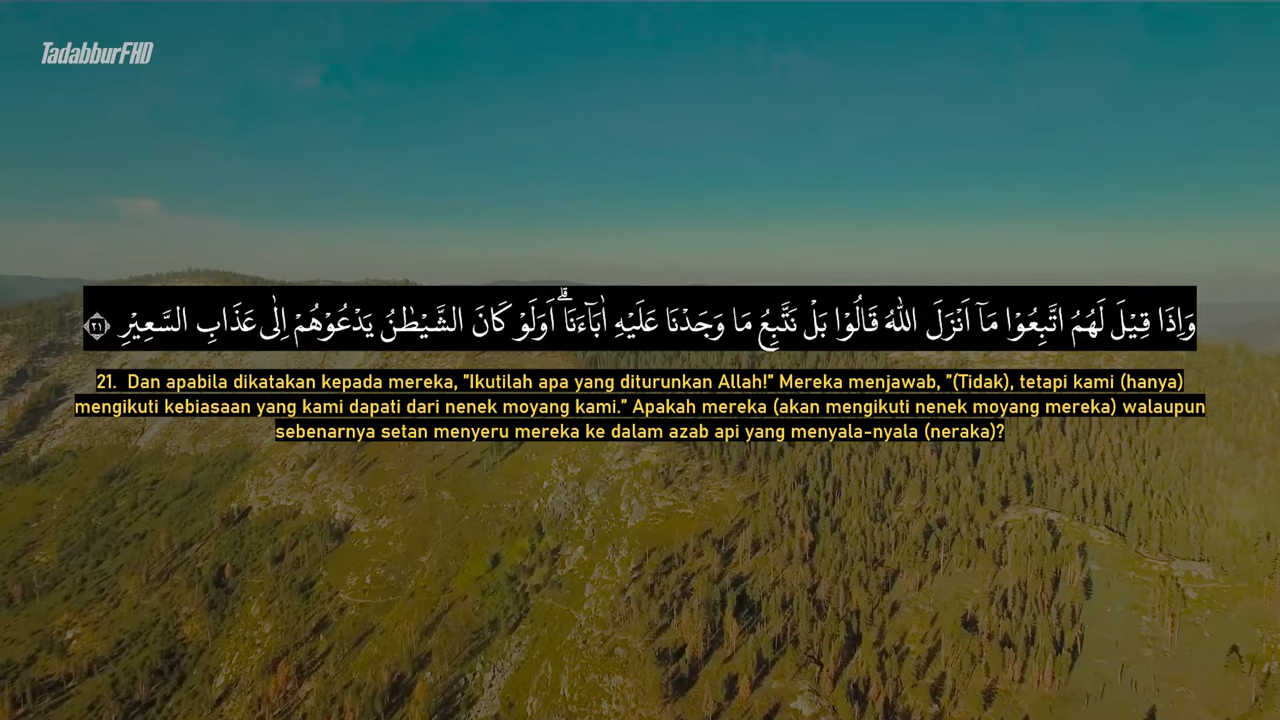 TadabburFHD
وَاِذَا قِيْلَ لَهُمُ اتَّبِعُوْا مَآ اَنْزَلَ اللّٰهُ قَالُوْا بَلْ نَتَّبِعُ مَا وَجَدْنَا عَلَيْهِ اٰبَاۤءَنَاۗ اَوَلَوْ كَانَ الشَّيْطٰنُ يَدْعُوْهُمْ اِلٰى عَذَابِ السَّعِيْرِ ٢١
21. Dan apabila dikatakan kepada mereka, "Ikutilah apa yang diturunkan Allah!" Mereka menjawab, "(Tidak), tetapi kami (hanya)
mengikuti kebiasaan yang kami dapati dari nenek moyang kami." Apakah mereka (akan mengikuti nenek moyang mereka) walaupun
sebenarnya setan menyeru mereka ke dalam azab api yang menyala-nyala (neraka)?